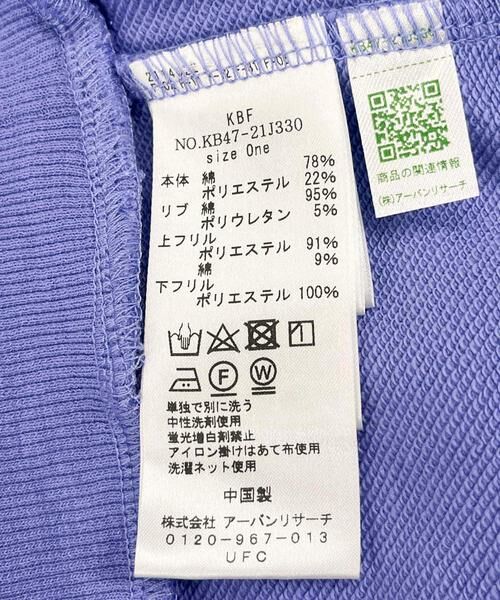 KBF
NO.KB47-21J330
size One
本体 綿 78%
ポリエステル 22%
リブ 綿 95%
ポリウレタン 5%
上フリル
ポリエステル 91%
綿 9%
下フリル
ポリエステル 100%
F
W
単独で別に洗う
中性洗剤使用
蛍光増白剤禁止
アイロン掛けはあて布使用
洗濯ネット使用
中国製
株式会社 アーバンリサーチ
0120-967-013
UFC
商品の関連情報
(株)アーバンリサーチ